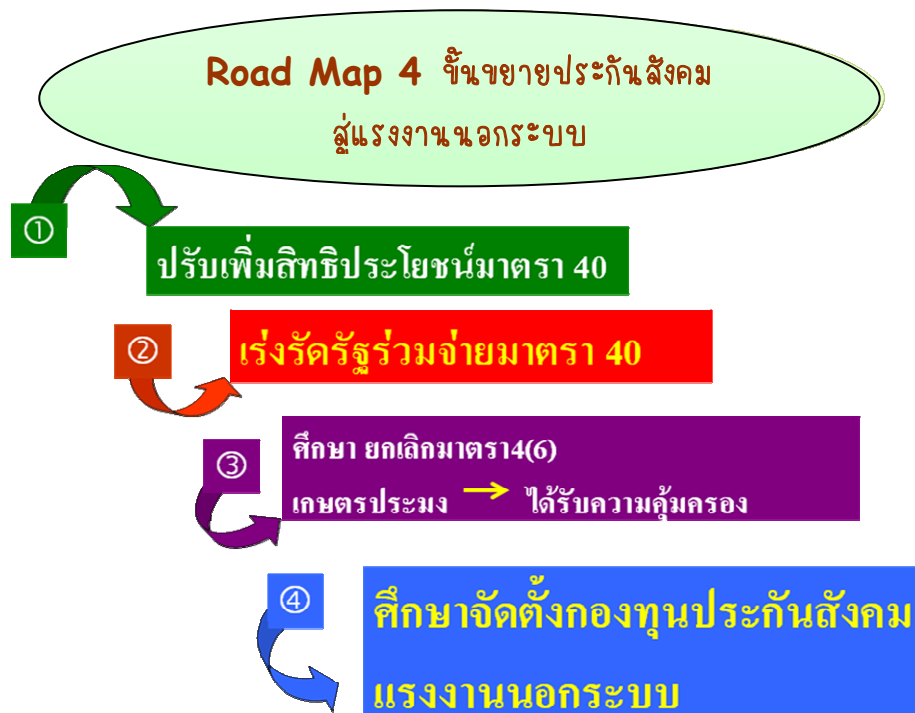 Road Map 4 ขั้นขยายประกันสังคม
สู่แรงงานนอกระบบ
①
ปรับเพิ่มสิทธิประโยชน์มาตรา 40
②
เร่งรัดรัฐร่วมจ่ายมาตรา 40
③
ศึกษา ยกเลิกมาตรา4(6)
เกษตรประมง → ได้รับความคุ้มครอง
④
ศึกษาจัดตั้งกองทุนประกันสังคม
แรงงานนอกระบบ